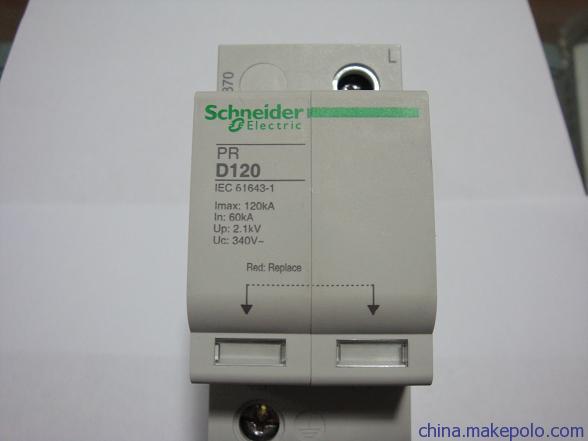 L
370
Schneider
Electric
PR
D120
IEC 61643-1
Imax: 120kA
In: 60kA
Up: 2.1kV
Uc: 340V~
Red: Replace
china.makepolo.com